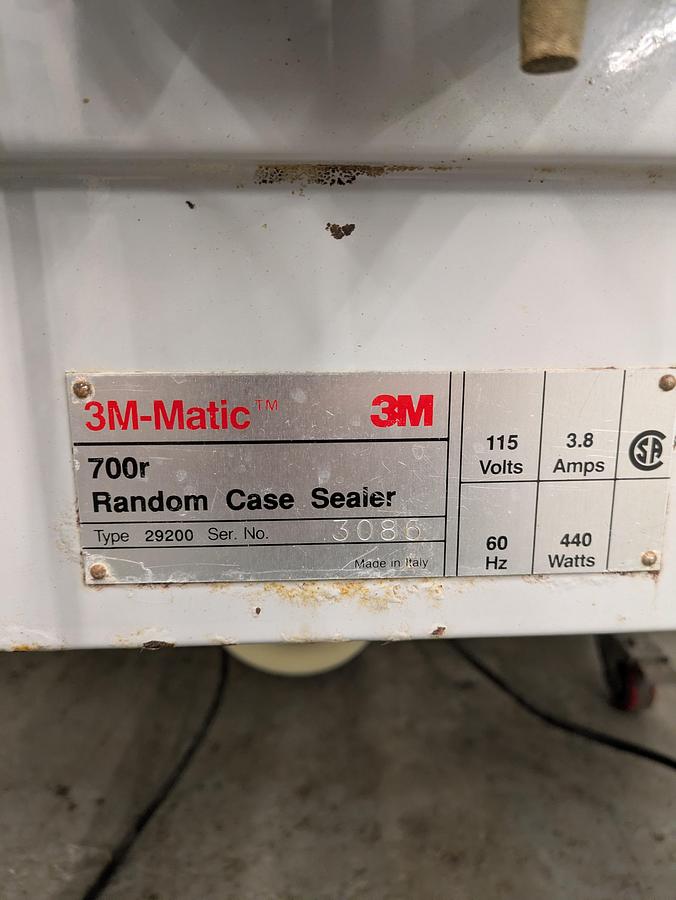 3M-Matic™ 3M
700r
Random Case Sealer
Type 29200 Ser. No. 3086
Made in Italy
115 Volts
3.8 Amps
SA
60 Hz
440 Watts